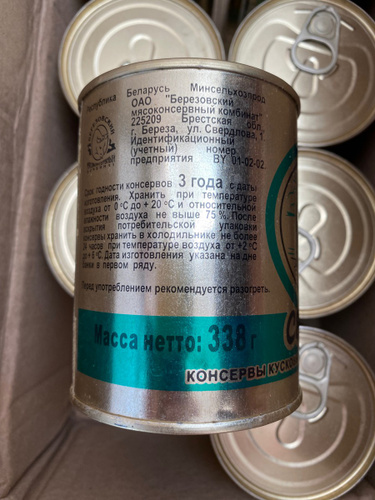 Республика Беларусь Минсельхозпрод
ОАО "Березовский
мясоконсервный комбинат"
225209 Брестская обл.,
г. Береза, ул. Свердлова, 1.
Идентификационный
(учетный) номер
предприятия BY 01-02-02
Срок годности консервов 3 года с даты
изготовления. Хранить при температуре
воздуха от 0 °С до + 20 °С и относительной
влажности воздуха не выше 75 %. После
вскрытия потребительской упаковки
консервы хранить в холодильнике не более
часов при температуре воздуха от +2 °С
до + 6 °С. Дата изготовления указана на дне
банки в первом ряду.
Перед употреблением рекомендуется разогреть.
Масса нетто: 338 г
КОНСЕРВЫ КУСКО